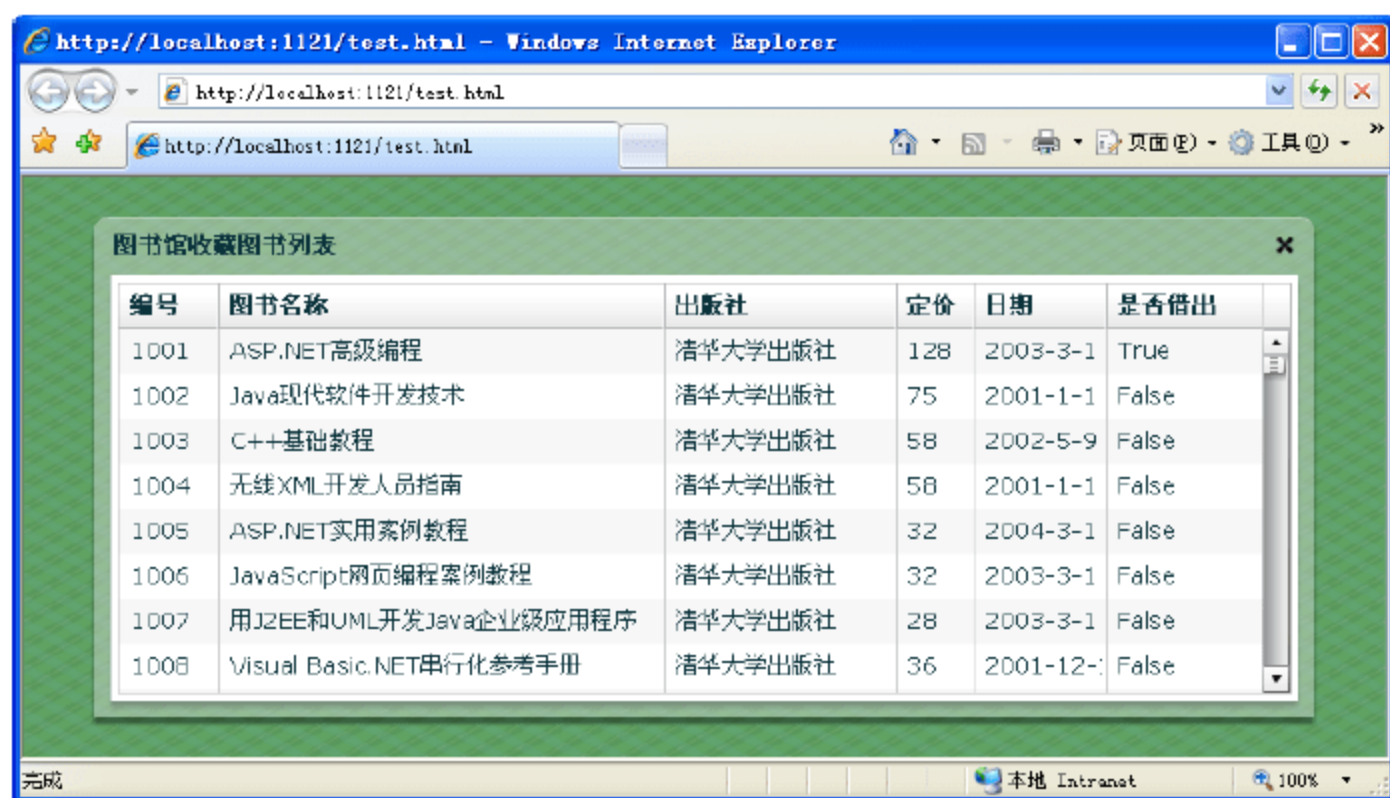 http://localhost:1121/test.html - Windows Internet Explorer
http://localhost:1121/test.html
http://localhost:1121/test.html
页面(P) 工具(O) »
图书馆收藏图书列表
编号 图书名称 出版社 定价 日期 是否借出
1001 ASP.NET高级编程 清华大学出版社 128 2003-3-1 True
1002 Java现代软件开发技术 清华大学出版社 75 2001-1-1 False
1003 C++基础教程 清华大学出版社 58 2002-5-9 False
1004 无线XML开发人员指南 清华大学出版社 58 2001-1-1 False
1005 ASP.NET实用案例教程 清华大学出版社 32 2004-3-1 False
1006 JavaScript网页编程案例教程 清华大学出版社 32 2003-3-1 False
1007 用J2EE和UML开发Java企业级应用程序 清华大学出版社 28 2003-3-1 False
1008 Visual Basic.NET串行化参考手册 清华大学出版社 36 2001-12- False
完成 本地 Intranet 100%